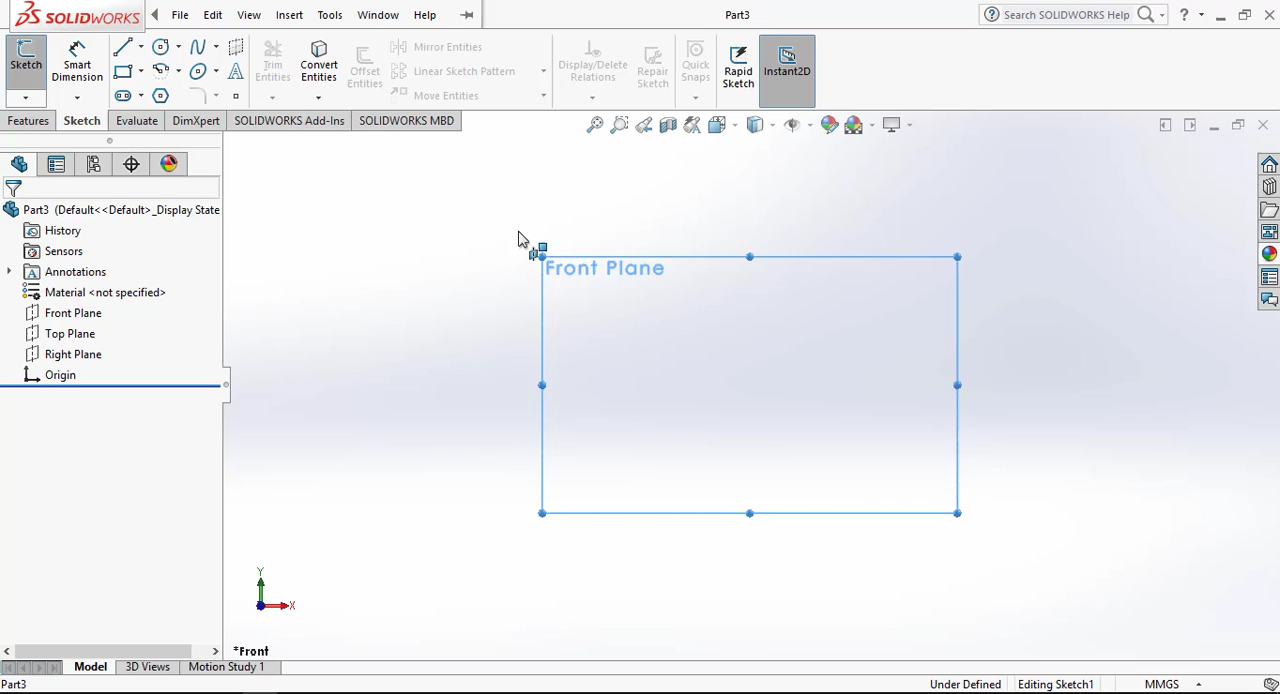 SOLIDWORKS File Edit View Insert Tools Window Help Part3 Search SOLIDWORKS Help ?
Sketch Smart Dimension Trim Entities Convert Entities Offset Entities Mirror Entities Linear Sketch Pattern Move Entities Display/Delete Relations Repair Sketch Quick Snaps Rapid Sketch Instant2D
Features Sketch Evaluate DimXpert SOLIDWORKS Add-Ins SOLIDWORKS MBD
Part3 (Default<<Default>_Display State
History
Sensors
Annotations
Material <not specified>
Front Plane
Top Plane
Right Plane
Origin
Front Plane
Y
X
*Front
Model 3D Views Motion Study 1
Part3 Under Defined Editing Sketch1 MMGS